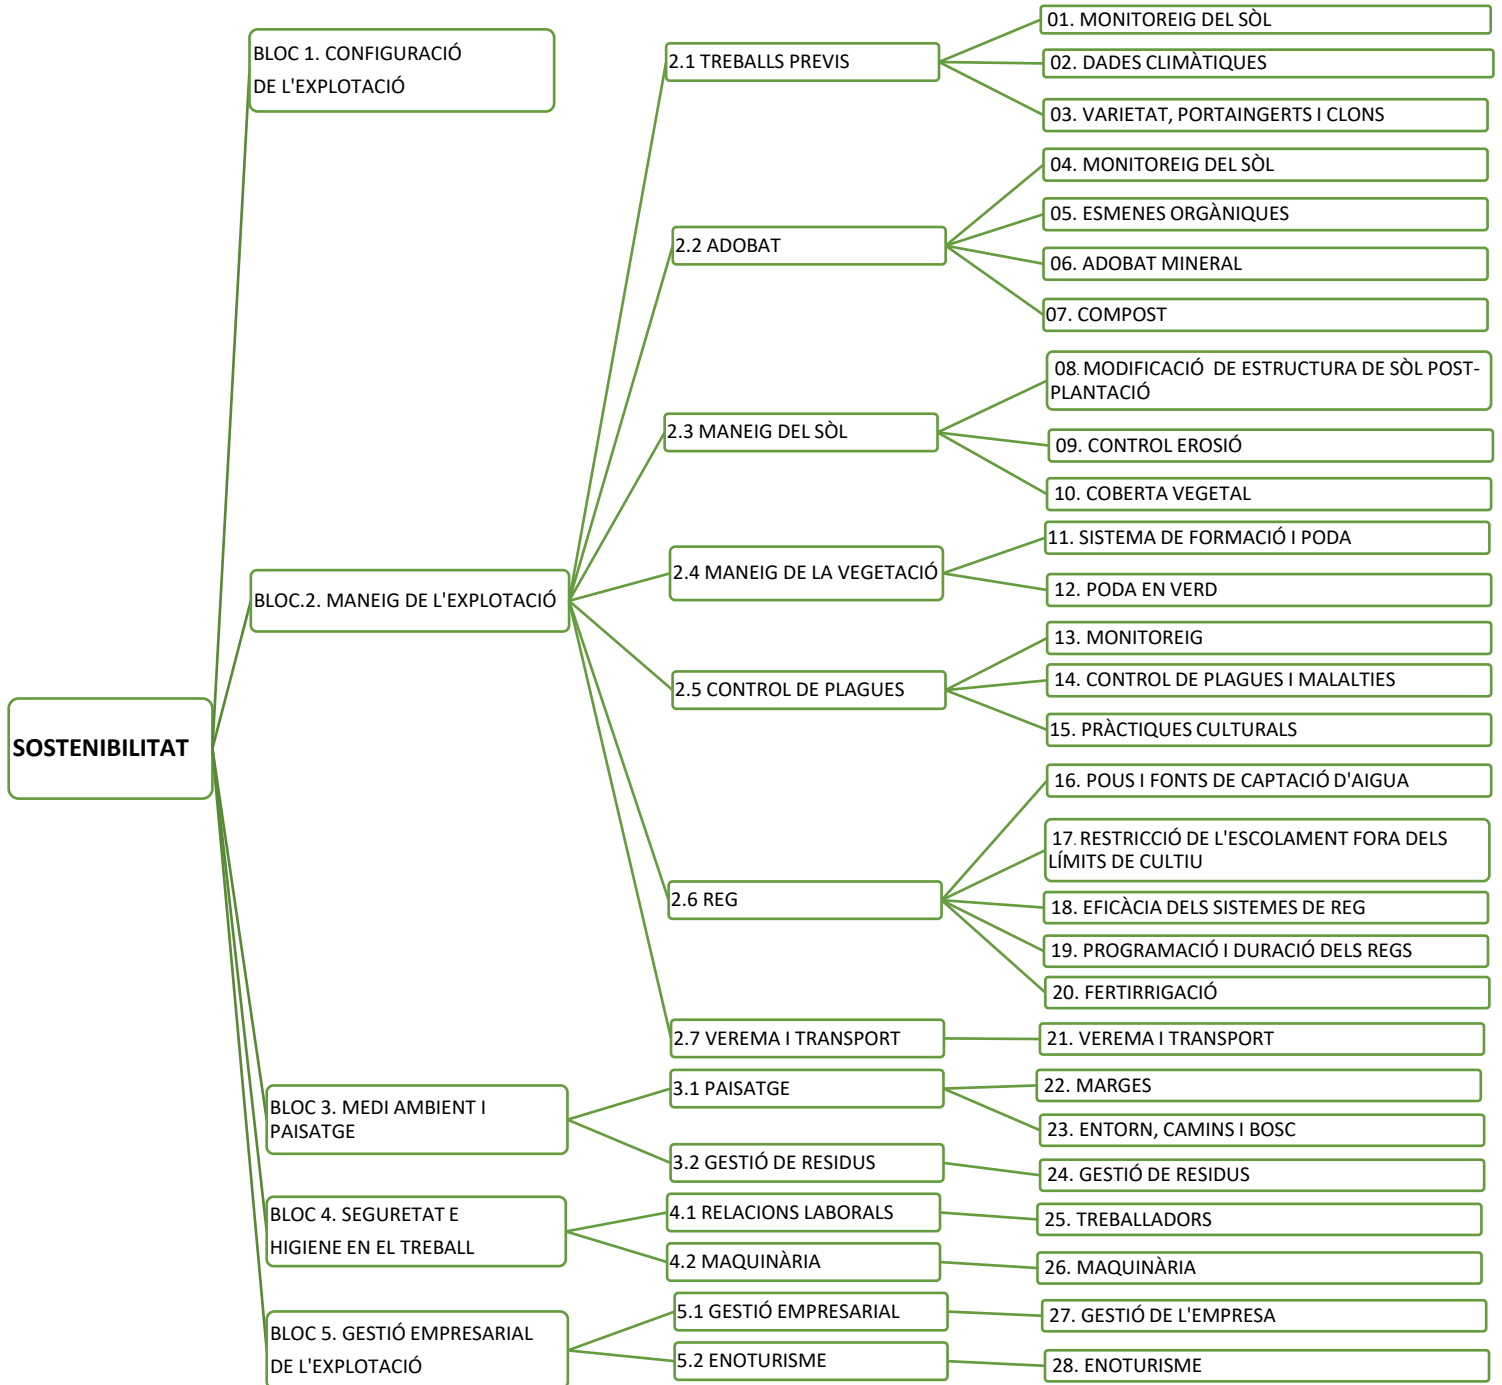 SOSTENIBILITAT
BLOC 1. CONFIGURACIÓ
DE L'EXPLOTACIÓ
BLOC.2. MANEIG DE L'EXPLOTACIÓ
2.1 TREBALLS PREVIS
01. MONITOREIG DEL SÒL
02. DADES CLIMÀTIQUES
03. VARIETAT, PORTAINGERTS I CLONS
2.2 ADOBAT
04. MONITOREIG DEL SÒL
05. ESMENES ORGÀNIQUES
06. ADOBAT MINERAL
07. COMPOST
2.3 MANEIG DEL SÒL
08. MODIFICACIÓ DE ESTRUCTURA DE SÒL POST-
PLANTACIÓ
09. CONTROL EROSIÓ
10. COBERTA VEGETAL
2.4 MANEIG DE LA VEGETACIÓ
11. SISTEMA DE FORMACIÓ I PODA
12. PODA EN VERD
2.5 CONTROL DE PLAGUES
13. MONITOREIG
14. CONTROL DE PLAGUES I MALALTIES
15. PRÀCTIQUES CULTURALS
2.6 REG
16. POUS I FONTS DE CAPTACIÓ D'AIGUA
17. RESTRICCIÓ DE L'ESCOLAMENT FORA DELS
LÍMITS DE CULTIU
18. EFICÀCIA DELS SISTEMES DE REG
19. PROGRAMACIÓ I DURACIÓ DELS REGS
20. FERTIRRIGACIÓ
2.7 VEREMA I TRANSPORT
21. VEREMA I TRANSPORT
BLOC 3. MEDI AMBIENT I
PAISATGE
3.1 PAISATGE
22. MARGES
23. ENTORN, CAMINS I BOSC
3.2 GESTIÓ DE RESIDUS
24. GESTIÓ DE RESIDUS
BLOC 4. SEGURETAT E
HIGIENE EN EL TREBALL
4.1 RELACIONS LABORALS
25. TREBALLADORS
4.2 MAQUINÀRIA
26. MAQUINÀRIA
BLOC 5. GESTIÓ EMPRESARIAL
DE L'EXPLOTACIÓ
5.1 GESTIÓ EMPRESARIAL
27. GESTIÓ DE L'EMPRESA
5.2 ENOTURISME
28. ENOTURISME